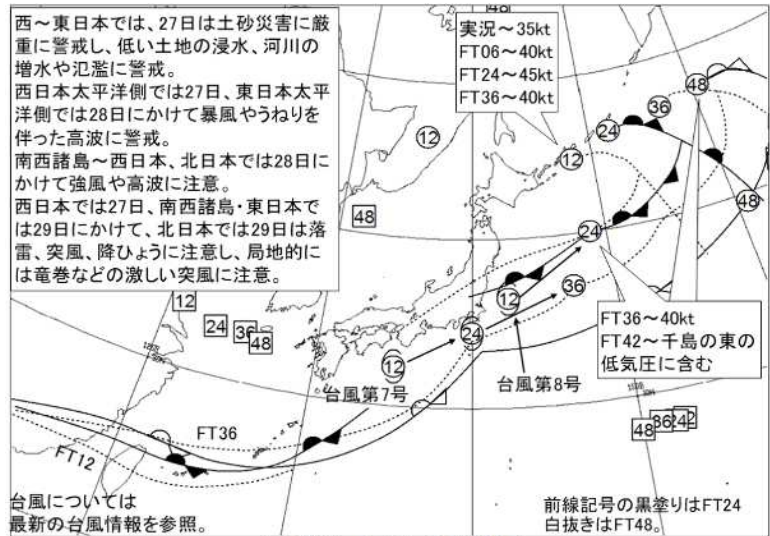 西～東日本では、27日は土砂災害に厳
重に警戒し、低い土地の浸水、河川の
増水や氾濫に警戒。
西日本太平洋側では27日、東日本太平
洋側では28日にかけて暴風やうねりを
伴った高波に警戒。
南西諸島～西日本、北日本では28日に
かけて強風や高波に注意。
西日本では27日、南西諸島・東日本で
は29日にかけて、北日本では29日は落
雷、突風、降ひょうに注意し、局地的に
は竜巻などの激しい突風に注意。
実況～35kt
FT06～40kt
FT24～45kt
FT36～40kt
48
36
24
12
12
48
48
24
36
12
12
24
36
48
24
12
FT36～40kt
FT42～千島の東の
低気圧に含む
台風第7号
台風第8号
48
36
24
FT36
FT12
台風については
最新の台風情報を参照。
前線記号の黒塗りはFT24
白抜きはFT48。